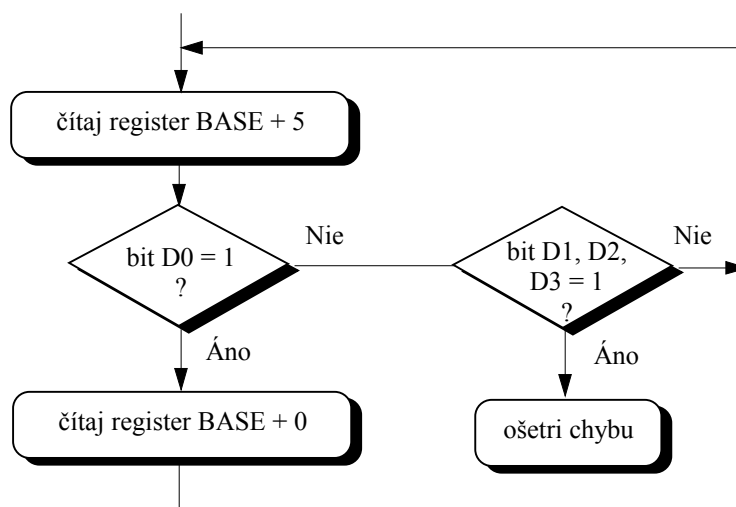 čítaj register BASE + 5
bit D0 = 1
?
Nie
bit D1, D2,
D3 = 1
?
Nie
Áno
Áno
čítaj register BASE + 0
ošetri chybu